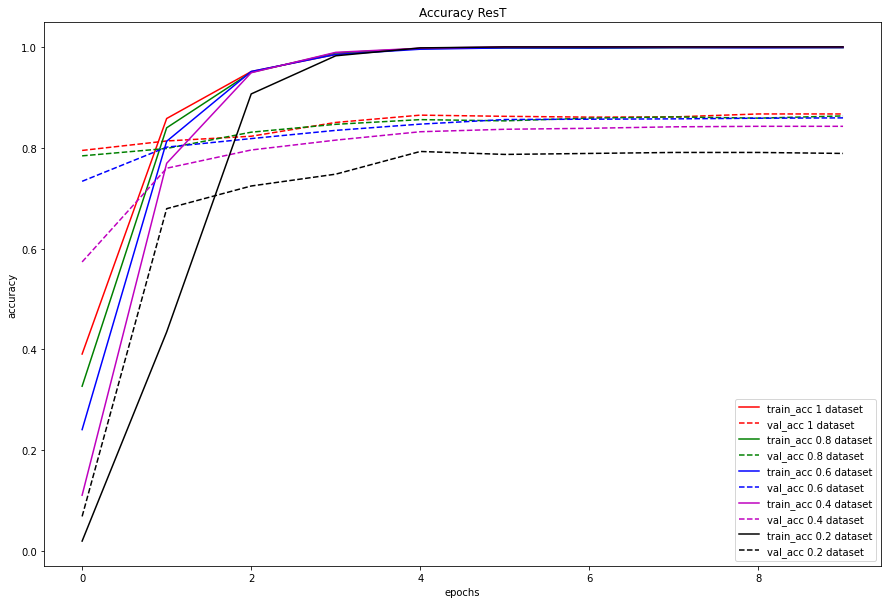 Accuracy ResT
1.0
0.8
0.6
0.4
0.2
0.0
accuracy
0 2 4 6 8
epochs
train_acc 1 dataset
val_acc 1 dataset
train_acc 0.8 dataset
val_acc 0.8 dataset
train_acc 0.6 dataset
val_acc 0.6 dataset
train_acc 0.4 dataset
val_acc 0.4 dataset
train_acc 0.2 dataset
val_acc 0.2 dataset